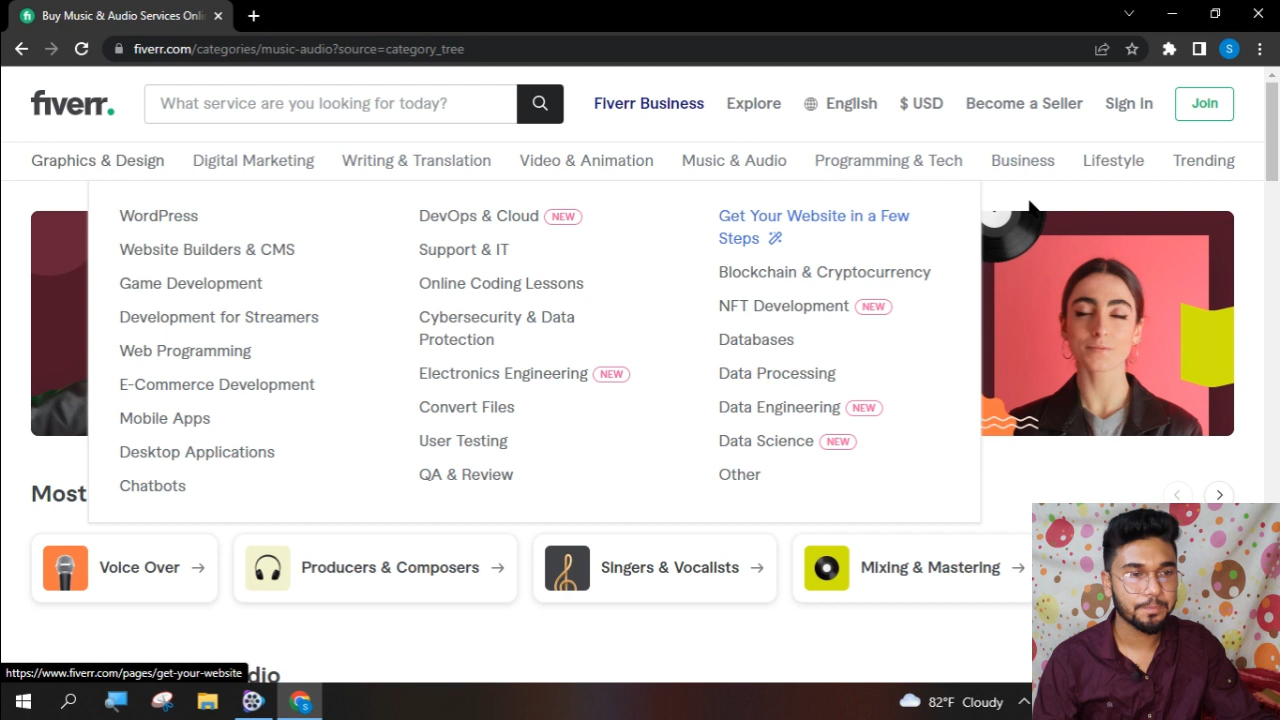 Buy Music & Audio Services Onli
fiverr.com/categories/music-audio?source=category_tree
S
fiverr.
What service are you looking for today?
Fiverr Business
Explore
English
$ USD
Become a Seller
Sign In
Join
Graphics & Design
Digital Marketing
Writing & Translation
Video & Animation
Music & Audio
Programming & Tech
Business
Lifestyle
Trending
WordPress
Website Builders & CMS
Game Development
Development for Streamers
Web Programming
E-Commerce Development
Mobile Apps
Desktop Applications
Chatbots
DevOps & Cloud NEW
Support & IT
Online Coding Lessons
Cybersecurity & Data
Protection
Electronics Engineering NEW
Convert Files
User Testing
QA & Review
Get Your Website in a Few
Steps
Blockchain & Cryptocurrency
NFT Development NEW
Databases
Data Processing
Data Engineering NEW
Data Science NEW
Other
Most
Voice Over
Producers & Composers
Singers & Vocalists
Mixing & Mastering
https://www.fiverr.com/pages/get-your-website
dio
82°F Cloudy